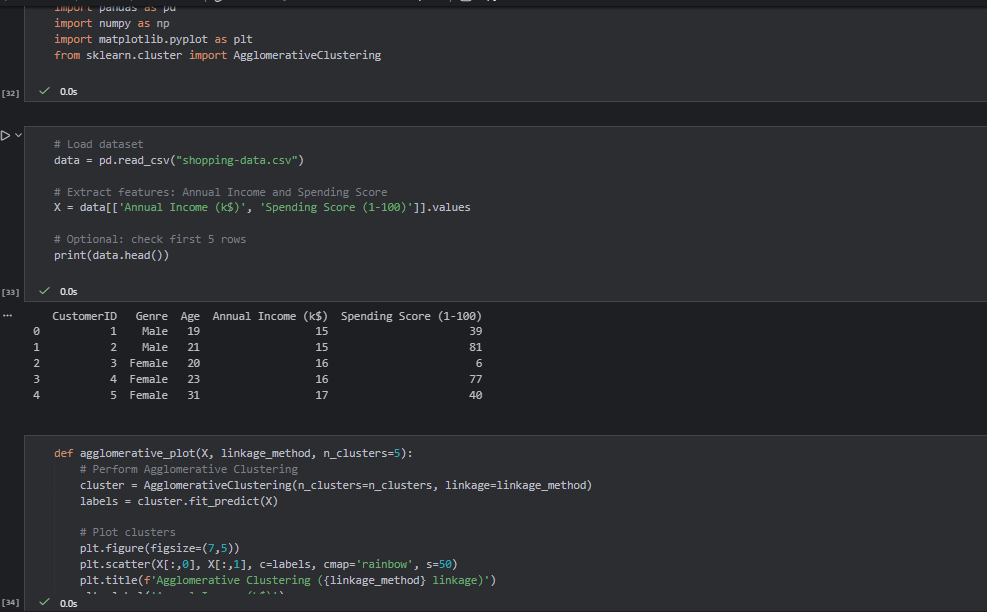 import pandas as pd
import numpy as np
import matplotlib.pyplot as plt
from sklearn.cluster import AgglomerativeClustering
[32]
0.0s
# Load dataset
data = pd.read_csv("shopping-data.csv")
# Extract features: Annual Income and Spending Score
X = data[['Annual Income (k$)', 'Spending Score (1-100)']].values
# Optional: check first 5 rows
print(data.head())
[33]
0.0s
...
CustomerID Genre Age Annual Income (k$) Spending Score (1-100)
0 1 Male 19 15 39
1 2 Male 21 15 81
2 3 Female 20 16 6
3 4 Female 23 16 77
4 5 Female 31 17 40
def agglomerative_plot(X, linkage_method, n_clusters=5):
# Perform Agglomerative Clustering
cluster = AgglomerativeClustering(n_clusters=n_clusters, linkage=linkage_method)
labels = cluster.fit_predict(X)
# Plot clusters
plt.figure(figsize=(7,5))
plt.scatter(X[:,0], X[:,1], c=labels, cmap='rainbow', s=50)
plt.title(f'Agglomerative Clustering ({linkage_method} linkage)')
[34]
0.0s